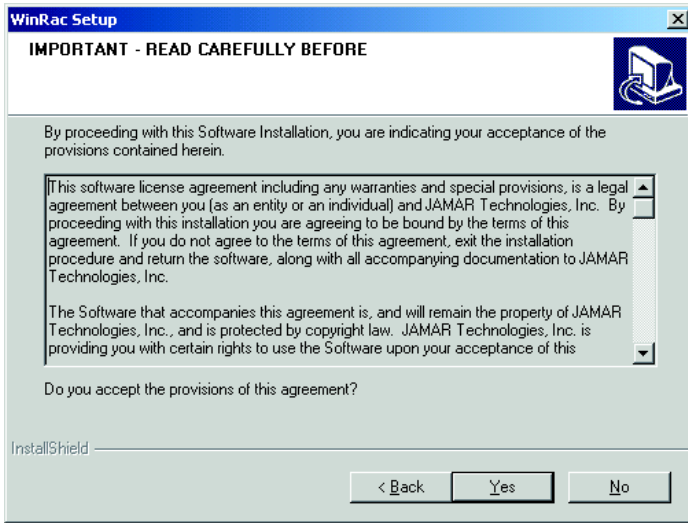 WinRac Setup
IMPORTANT - READ CAREFULLY BEFORE
By proceeding with this Software Installation, you are indicating your acceptance of the
provisions contained herein.
This software license agreement including any warranties and special provisions, is a legal
agreement between you (as an entity or an individual) and JAMAR Technologies, Inc.  By
proceeding with this installation you are agreeing to be bound by the terms of this
agreement.  If you do not agree to the terms of this agreement, exit the installation
procedure and return the software, along with all accompanying documentation to JAMAR
Technologies, Inc.
The Software that accompanies this agreement is, and will remain the property of JAMAR
Technologies, Inc., and is protected by copyright law.  JAMAR Technologies, Inc. is
providing you with certain rights to use the Software upon your acceptance of this
Do you accept the provisions of this agreement?
InstallShield
< Back
Yes
No